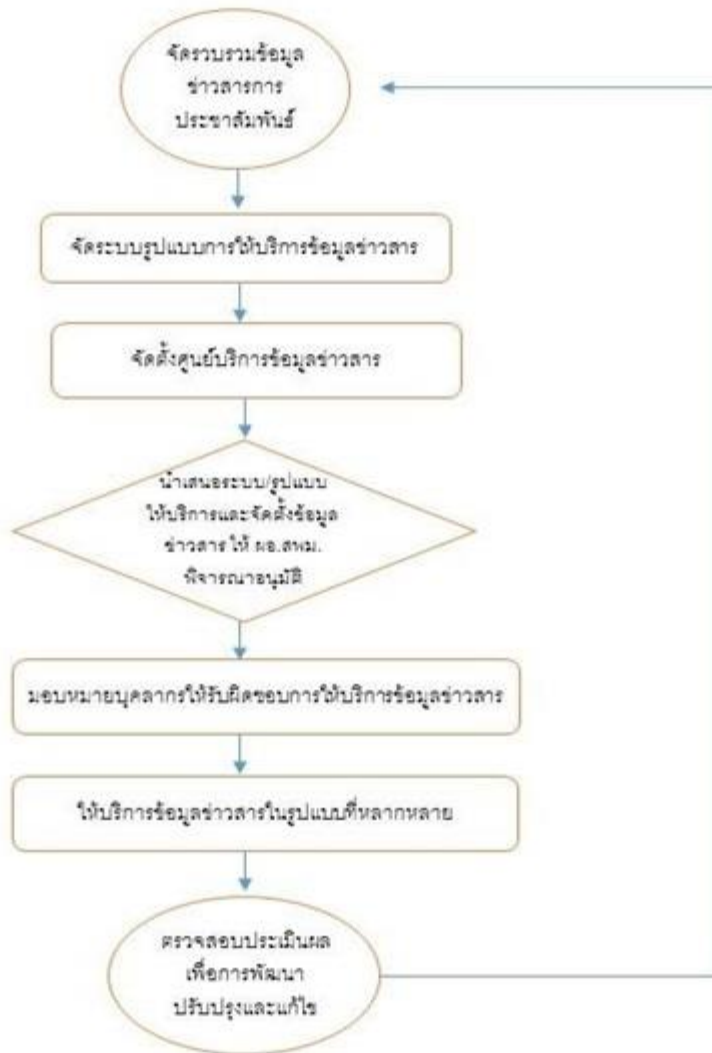 จัดรวบรวมข้อมูล
ข่าวสารการ
ประชาสัมพันธ์
จัดระบบรูปแบบการให้บริการข้อมูลข่าวสาร
จัดตั้งศูนย์บริการข้อมูลข่าวสาร
นำเสนอระบบ/รูปแบบ
ให้บริการและจัดตั้งข้อมูล
ข่าวสาร ให้ ผอ.สพม.
พิจารณาอนุมัติ
มอบหมายบุคลากรให้รับผิดชอบการให้บริการข้อมูลข่าวสาร
ให้บริการข้อมูลข่าวสารในรูปแบบที่หลากหลาย
ตรวจสอบประเมินผล
เพื่อการพัฒนา
ปรับปรุงและแก้ไข